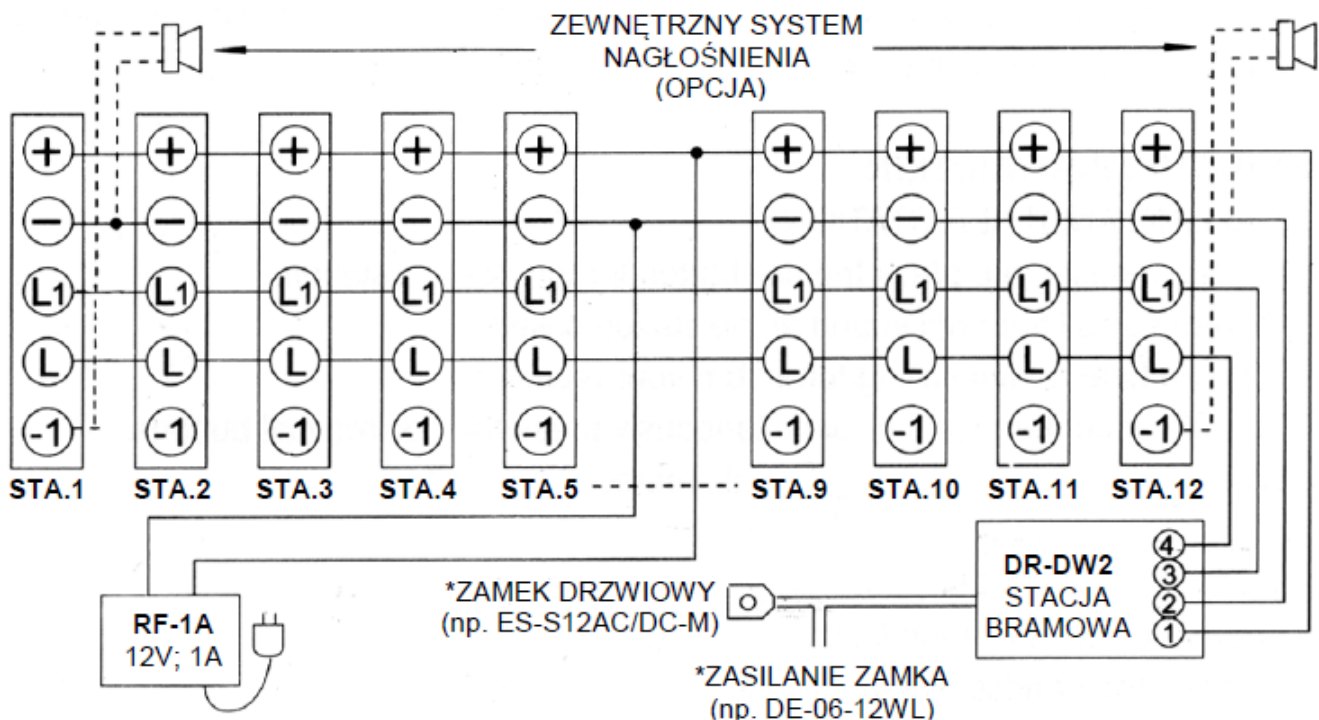 ZEWNĘTRZNY SYSTEM
NAGŁOŚNIENIA
(OPCJA)
+ + + + + + + + +
− − − − − − − − −
L1 L1 L1 L1 L1 L1 L1 L1 L1
L L L L L L L L L
-1 -1 -1 -1 -1 -1 -1 -1 -1
STA.1 STA.2 STA.3 STA.4 STA.5 STA.9 STA.10 STA.11 STA.12
RF-1A
12V; 1A
*ZAMEK DRZWIOWY
(np. ES-S12AC/DC-M)
*ZASILANIE ZAMKA
(np. DE-06-12WL)
DR-DW2
STACJA
BRAMOWA
4
3
2
1